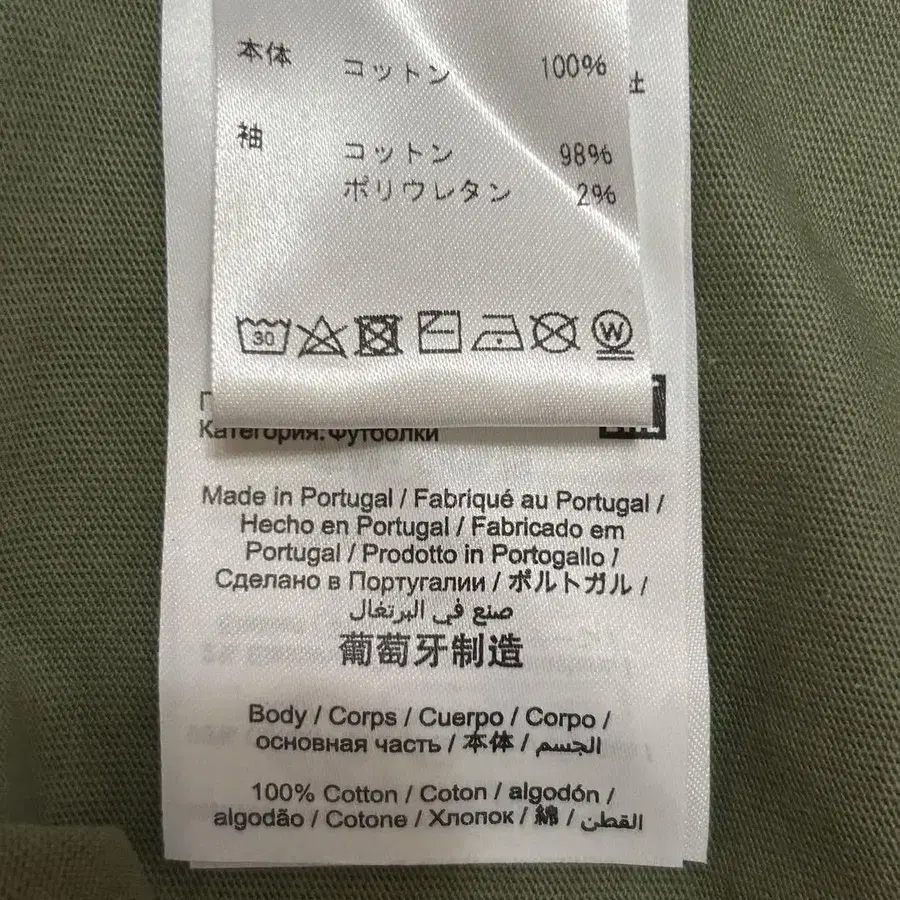 本体 コットン 100%
袖 コットン 98%
ポリウレタン 2%
30
W
Категория: Футболки
Made in Portugal / Fabriqué au Portugal /
Hecho en Portugal / Fabricado em
Portugal / Prodotto in Portogallo /
Сделано в Португалии / ポルトガル /
صنع في البرتغال
葡萄牙制造
Body / Corps / Cuerpo / Corpo /
основная часть / 本体 / الجسم
100% Cotton / Coton / algodón /
algodão / Cotone / Хлопок / 綿 / القطن